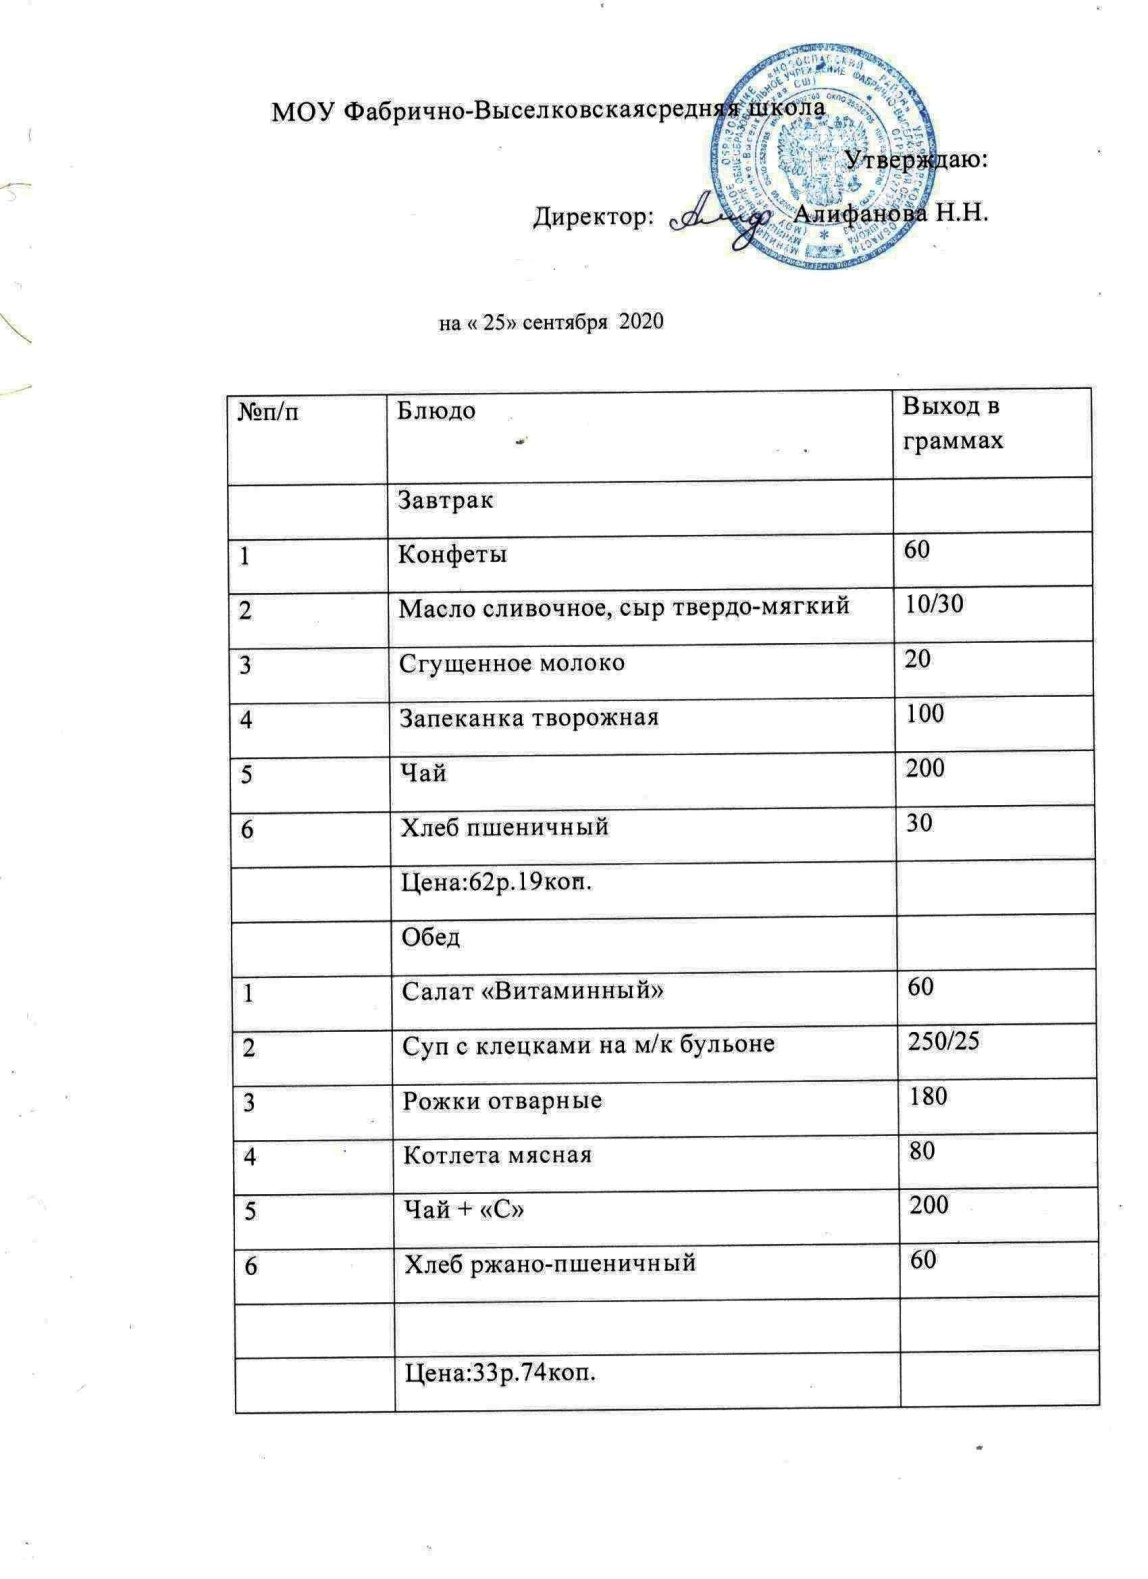 МОУ Фабрично-Выселковскаясредняя школа
Утверждаю:
Директор: Алифанова Н.Н.
на « 25» сентября 2020
№п/п Блюдо Выход в
граммах
Завтрак
1 Конфеты 60
2 Масло сливочное, сыр твердо-мягкий 10/30
3 Сгущенное молоко 20
4 Запеканка творожная 100
5 Чай 200
6 Хлеб пшеничный 30
Цена:62р.19коп.
Обед
1 Салат «Витаминный» 60
2 Суп с клецками на м/к бульоне 250/25
3 Рожки отварные 180
4 Котлета мясная 80
5 Чай + «С» 200
6 Хлеб ржано-пшеничный 60
Цена:33р.74коп.